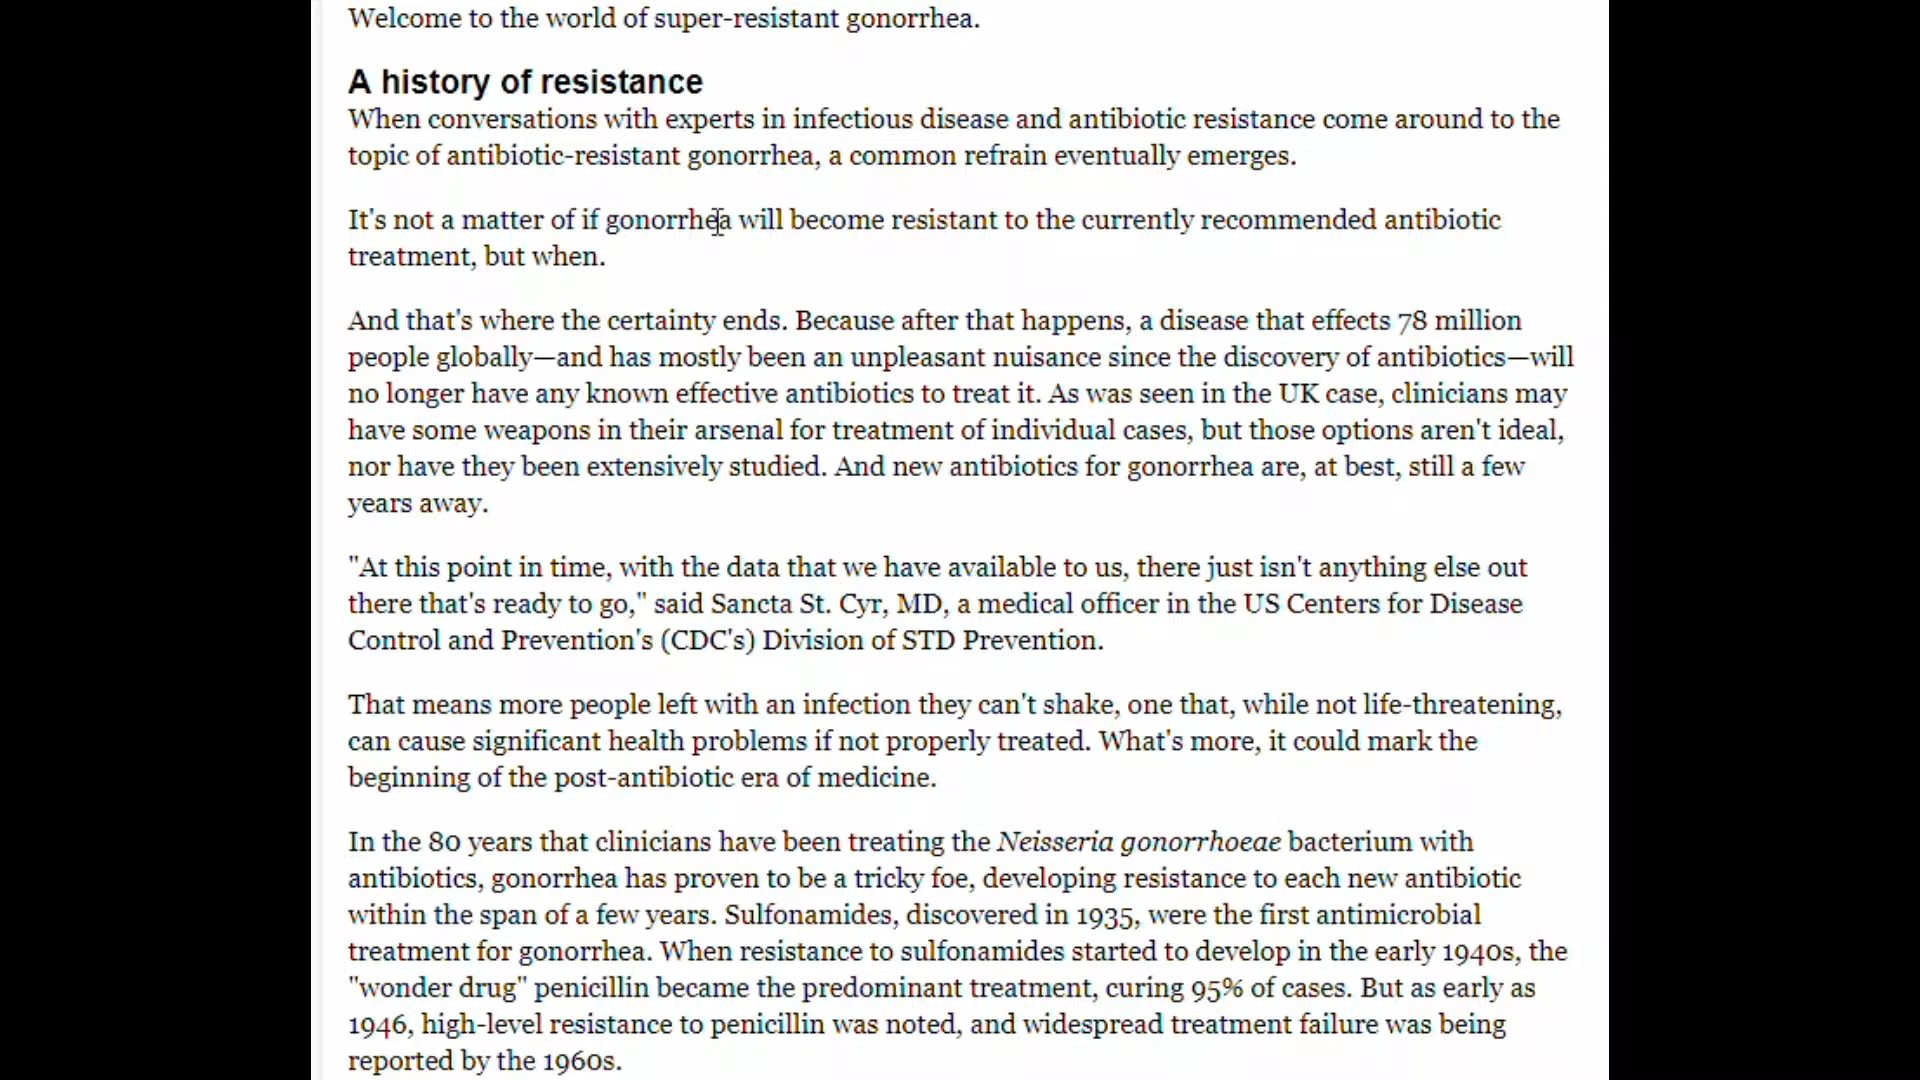 Welcome to the world of super-resistant gonorrhea.
A history of resistance
When conversations with experts in infectious disease and antibiotic resistance come around to the
topic of antibiotic-resistant gonorrhea, a common refrain eventually emerges.
It's not a matter of if gonorrhea will become resistant to the currently recommended antibiotic
treatment, but when.
And that's where the certainty ends. Because after that happens, a disease that effects 78 million
people globally—and has mostly been an unpleasant nuisance since the discovery of antibiotics—will
no longer have any known effective antibiotics to treat it. As was seen in the UK case, clinicians may
have some weapons in their arsenal for treatment of individual cases, but those options aren't ideal,
nor have they been extensively studied. And new antibiotics for gonorrhea are, at best, still a few
years away.
"At this point in time, with the data that we have available to us, there just isn't anything else out
there that's ready to go," said Sancta St. Cyr, MD, a medical officer in the US Centers for Disease
Control and Prevention's (CDC's) Division of STD Prevention.
That means more people left with an infection they can't shake, one that, while not life-threatening,
can cause significant health problems if not properly treated. What's more, it could mark the
beginning of the post-antibiotic era of medicine.
In the 80 years that clinicians have been treating the Neisseria gonorrhoeae bacterium with
antibiotics, gonorrhea has proven to be a tricky foe, developing resistance to each new antibiotic
within the span of a few years. Sulfonamides, discovered in 1935, were the first antimicrobial
treatment for gonorrhea. When resistance to sulfonamides started to develop in the early 1940s, the
"wonder drug" penicillin became the predominant treatment, curing 95% of cases. But as early as
1946, high-level resistance to penicillin was noted, and widespread treatment failure was being
reported by the 1960s.